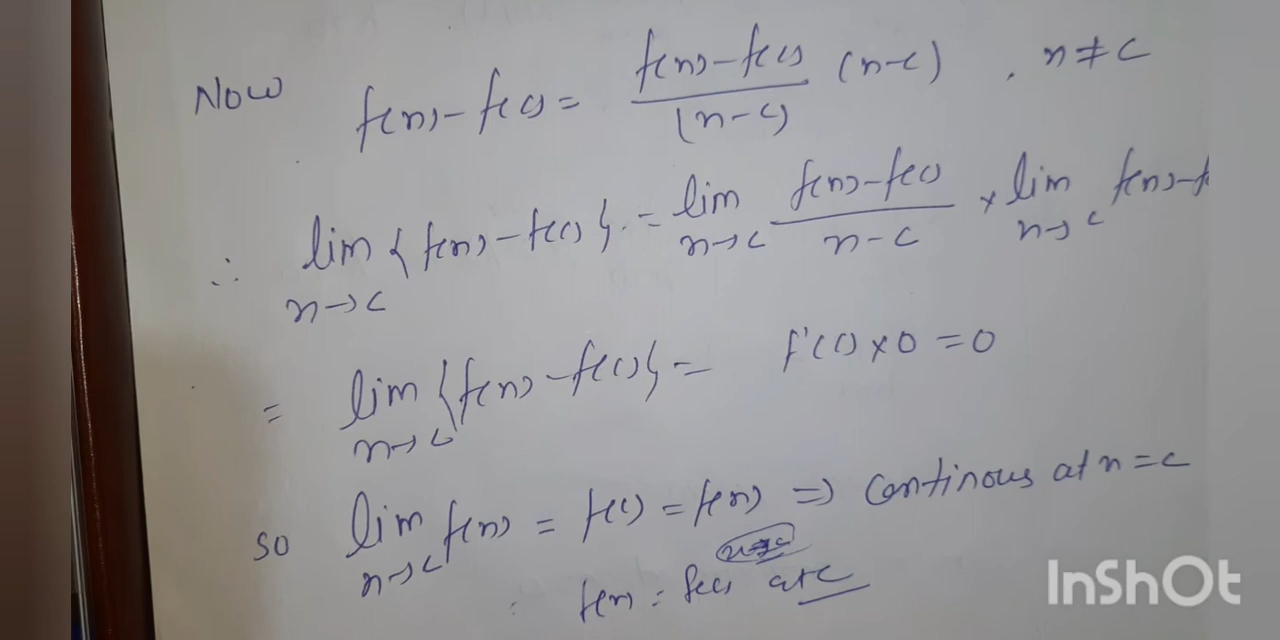 Now f(n) - f(c) = f(n) - f(c) / (n-c) (n-c) , n ≠ c
∴ lim n→c { f(n) - f(c) } = lim n→c f(n) - f(c) / n-c × lim n→c f(n) - f
= lim n→c { f(n) - f(c) } = f'(c) × 0 = 0
so lim n→c f(n) = f(c) = f(n) ⇒ continous at n = c
: f(n) = f(c) at c
InShOt